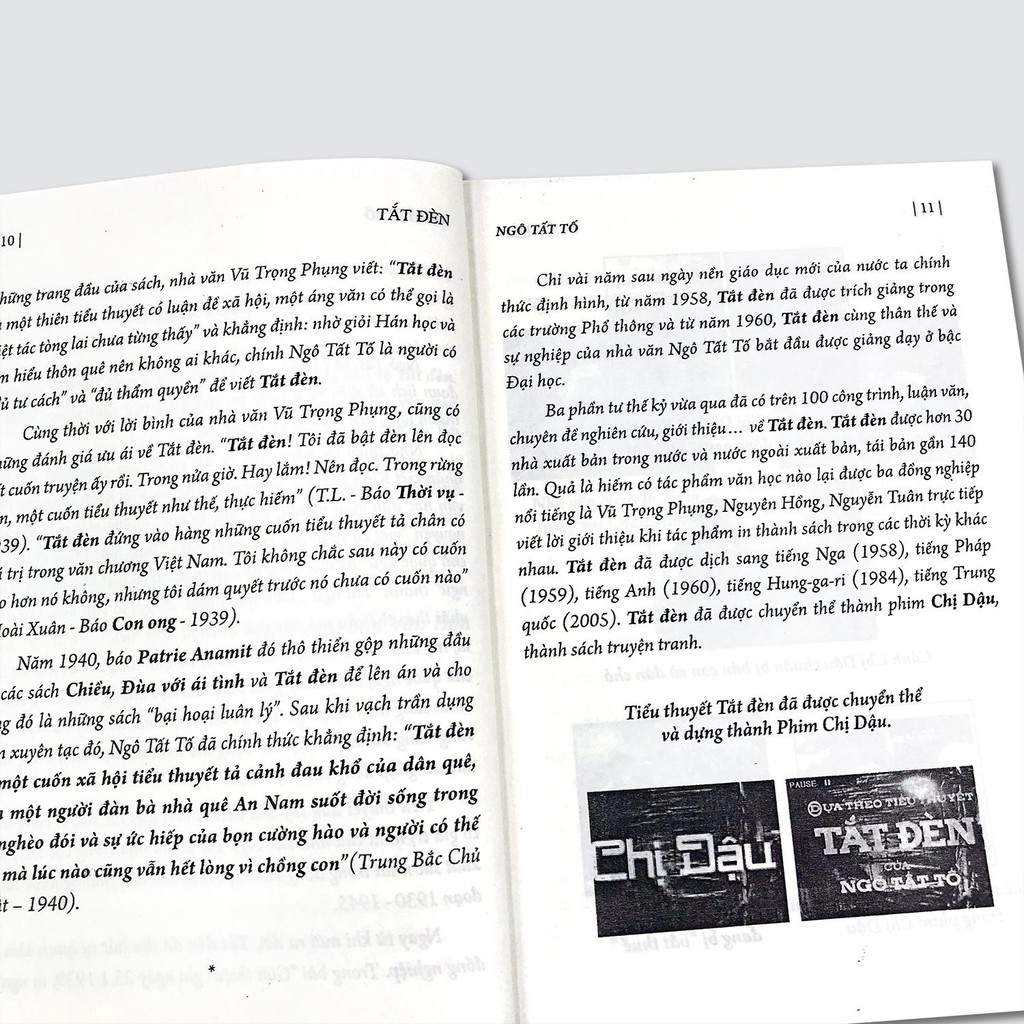 10 |
TẮT ĐÈN
những trang đầu của sách, nhà văn Vũ Trọng Phụng viết: “Tắt đèn
một thiên tiểu thuyết có luận đề xã hội, một áng văn có thể gọi là
tác tòng lai chưa từng thấy” và khẳng định: nhờ giỏi Hán học và
hiểu thôn quê nên không ai khác, chính Ngô Tất Tố là người có
tư cách” và “đủ thẩm quyền” để viết Tắt đèn.
Cùng thời với lời bình của nhà văn Vũ Trọng Phụng, cũng có
những đánh giá ưu ái về Tắt đèn. “Tắt đèn! Tôi đã bật đèn lên đọc
cuốn truyện ấy rồi. Trong nửa giờ. Hay lắm! Nên đọc. Trong rừng
một cuốn tiểu thuyết như thế, thực hiếm” (T.L. - Báo Thời vụ -
39). “Tắt đèn đứng vào hàng những cuốn tiểu thuyết tả chân có
trị trong văn chương Việt Nam. Tôi không chắc sau này có cuốn
hơn nó không, nhưng tôi dám quyết trước nó chưa có cuốn nào”
Xuân - Báo Con ong - 1939).
Năm 1940, báo Patrie Anamit đó thô thiển gộp những đầu
các sách Chiều, Đùa với ái tình và Tắt đèn để lên án và cho
đó là những sách “bại hoại luân lý”. Sau khi vạch trần dụng
xuyên tạc đó, Ngô Tất Tố đã chính thức khẳng định: “Tắt đèn
một cuốn xã hội tiểu thuyết tả cảnh đau khổ của dân quê,
một người đàn bà nhà quê An Nam suốt đời sống trong
nghèo đói và sự ức hiếp của bọn cường hào và người có thế
mà lúc nào cũng vẫn hết lòng vì chồng con” (Trung Bắc Chủ
– 1940).
*
NGÔ TẤT TỐ
| 11 |
Chỉ vài năm sau ngày nền giáo dục mới của nước ta chính
thức định hình, từ năm 1958, Tắt đèn đã được trích giảng trong
các trường Phổ thông và từ năm 1960, Tắt đèn cùng thân thế và
sự nghiệp của nhà văn Ngô Tất Tố bắt đầu được giảng dạy ở bậc
Đại học.
Ba phần tư thế kỷ vừa qua đã có trên 100 công trình, luận văn,
chuyên đề nghiên cứu, giới thiệu… về Tắt đèn. Tắt đèn được hơn 30
nhà xuất bản trong nước và nước ngoài xuất bản, tái bản gần 140
lần. Quả là hiếm có tác phẩm văn học nào lại được ba đồng nghiệp
nổi tiếng là Vũ Trọng Phụng, Nguyên Hồng, Nguyễn Tuân trực tiếp
viết lời giới thiệu khi tác phẩm in thành sách trong các thời kỳ khác
nhau. Tắt đèn đã được dịch sang tiếng Nga (1958), tiếng Pháp
(1959), tiếng Anh (1960), tiếng Hung-ga-ri (1984), tiếng Trung
quốc (2005). Tắt đèn đã được chuyển thể thành phim Chị Dậu,
thành sách truyện tranh.
Tiểu thuyết Tắt đèn đã được chuyển thể
và dựng thành Phim Chị Dậu.
Chị Dậu
PAUSE II
DỰA THEO TIỂU THUYẾT
TẮT ĐÈN
CỦA
NGÔ TẤT TỐ